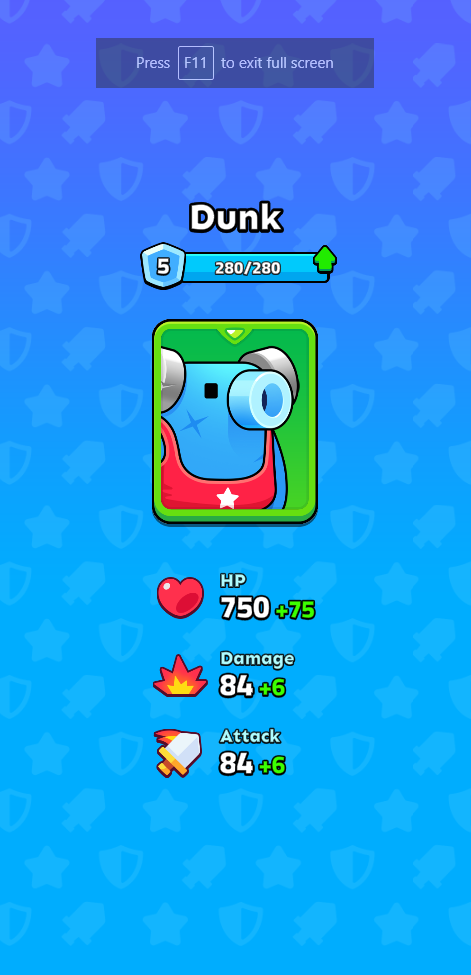 Press F11 to exit full screen
Dunk
5
280/280
HP
750 +75
Damage
84 +6
Attack
84 +6